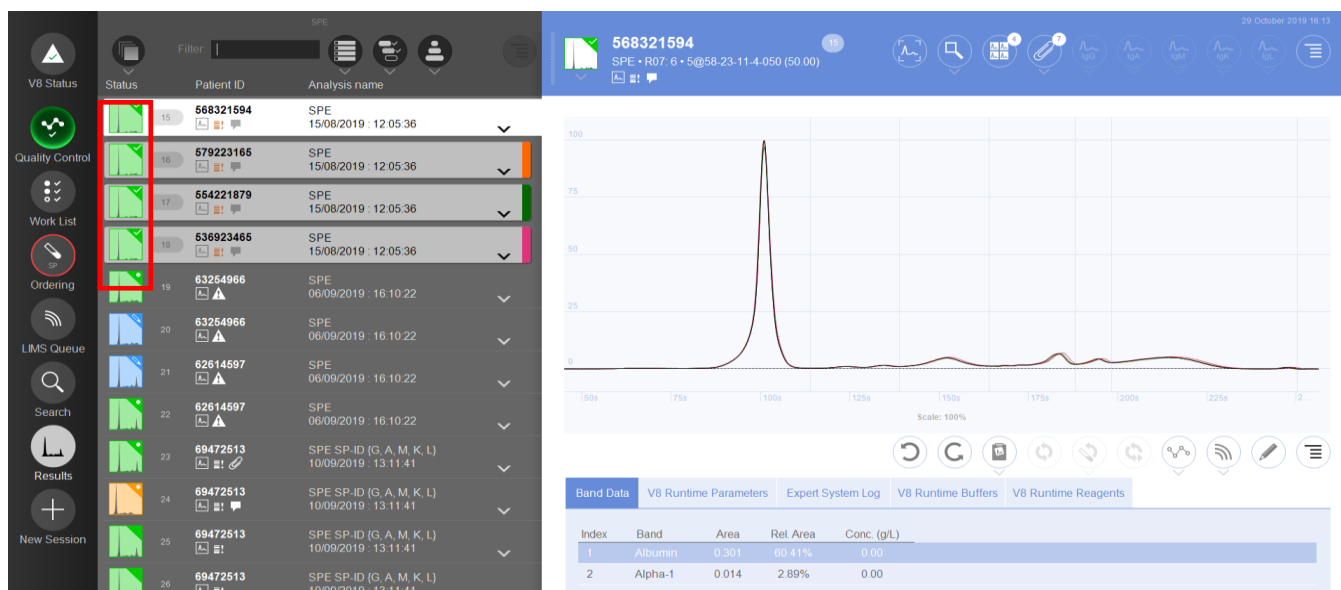 SPE
29 October 2019 16:13
Filter:
568321594
15
SPE • R07: 6 • 5@58-23-11-4-050 (50.00)
4
7
IgG
IgA
IgM
IgK
IgL
V8 Status
Status
Patient ID
Analysis name
Quality Control
Work List
SP
Ordering
LIMS Queue
Search
Results
New Session
15
568321594
SPE
15/08/2019 : 12:05:36
16
579223165
SPE
15/08/2019 : 12:05:36
17
554221879
SPE
15/08/2019 : 12:05:36
18
536923465
SPE
15/08/2019 : 12:05:36
19
63254966
SPE
06/09/2019 : 16:10:22
20
63254966
SPE
06/09/2019 : 16:10:22
21
62614597
SPE
06/09/2019 : 16:10:22
22
62614597
SPE
06/09/2019 : 16:10:22
23
69472513
SPE SP-ID {G, A, M, K, L}
10/09/2019 : 13:11:41
24
69472513
SPE SP-ID {G, A, M, K, L}
10/09/2019 : 13:11:41
25
69472513
SPE SP-ID {G, A, M, K, L}
10/09/2019 : 13:11:41
26
69472513
SPE SP-ID {G, A, M, K, L}
10/09/2019 : 13:11:41
100
75
50
25
0
50s
75s
100s
125s
150s
175s
200s
225s
2...
Scale: 100%
Band Data
V8 Runtime Parameters
Expert System Log
V8 Runtime Buffers
V8 Runtime Reagents
Index Band Area Rel. Area Conc. (g/L)
1 Albumin 0.301 60.41% 0.00
2 Alpha-1 0.014 2.89% 0.00